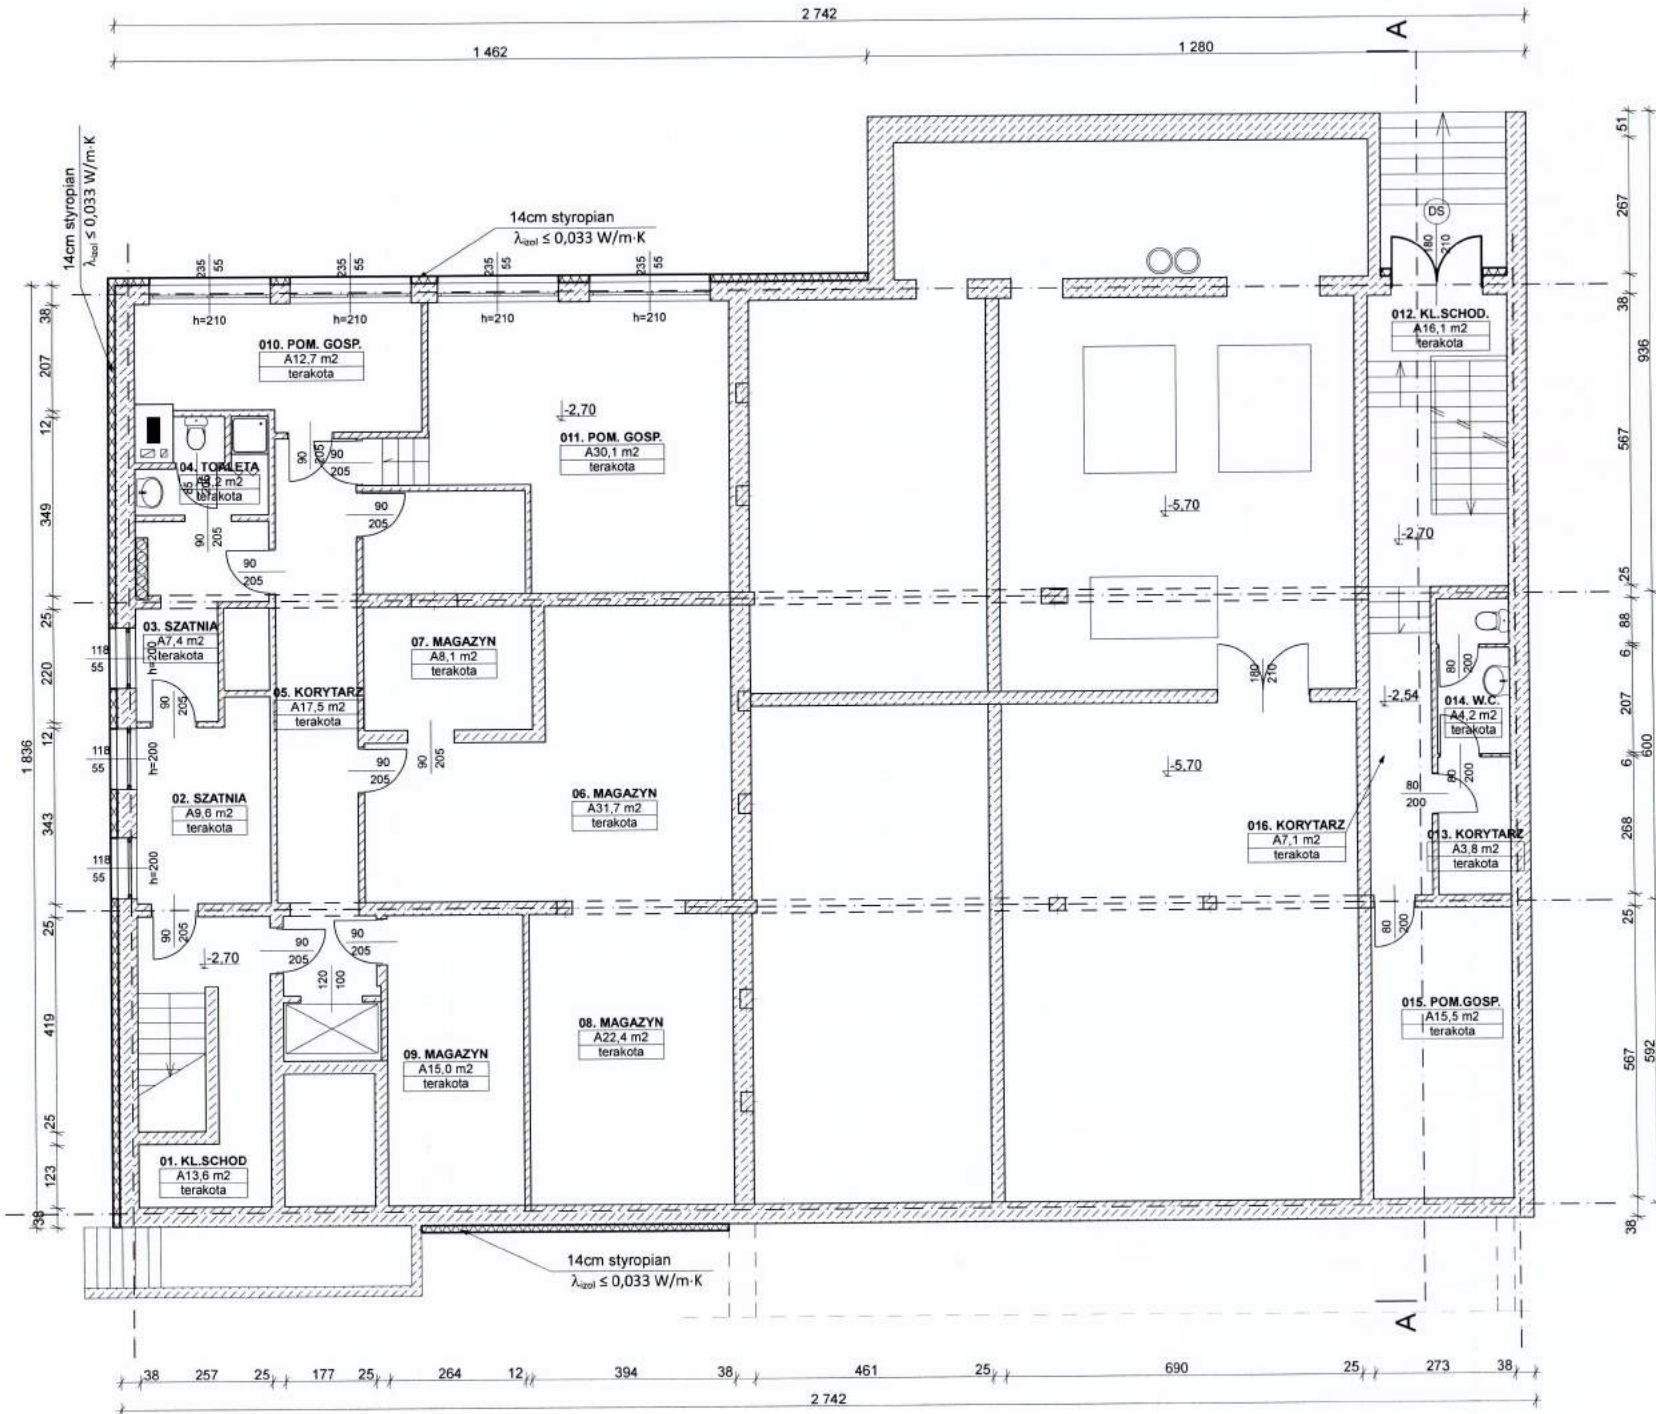 2 742
1 462
1 280
A
14cm styropian
λizol ≤ 0,033 W/m·K
14cm styropian
λizol ≤ 0,033 W/m·K
51
267
DS
180
210
235
55
235
55
235
55
235
55
h=210
h=210
h=210
h=210
38
207
12
349
25
220
12
343
25
419
25
123
38
1 836
010. POM. GOSP.
A12,7 m2
terakota
-2,70
011. POM. GOSP.
A30,1 m2
terakota
012. KL.SCHOD.
A16,1 m2
terakota
38
936
567
25
88
6
207
600
6
268
25
567
592
38
90
205
90
205
04. TOALETA
terakota
85
90
205
90
205
90
205
-5,70
-2,70
03. SZATNIA
A7,4 m2
terakota
118
55
h=200
90
205
07. MAGAZYN
A8,1 m2
terakota
05. KORYTARZ
A17,5 m2
terakota
180
210
80
200
-2,54
014. W.C.
A4,2 m2
terakota
118
55
h=200
90
205
90
205
-5,70
80
200
80
200
02. SZATNIA
A9,6 m2
terakota
06. MAGAZYN
A31,7 m2
terakota
016. KORYTARZ
A7,1 m2
terakota
013. KORYTARZ
A3,8 m2
terakota
118
55
h=200
90
205
-2,70
90
205
90
205
120
100
80
200
09. MAGAZYN
A15,0 m2
terakota
08. MAGAZYN
A22,4 m2
terakota
015. POM.GOSP.
A15,5 m2
terakota
01. KL.SCHOD
A13,6 m2
terakota
14cm styropian
λizol ≤ 0,033 W/m·K
A
38
257
25
177
25
264
12
394
38
461
25
690
25
273
38
2 742